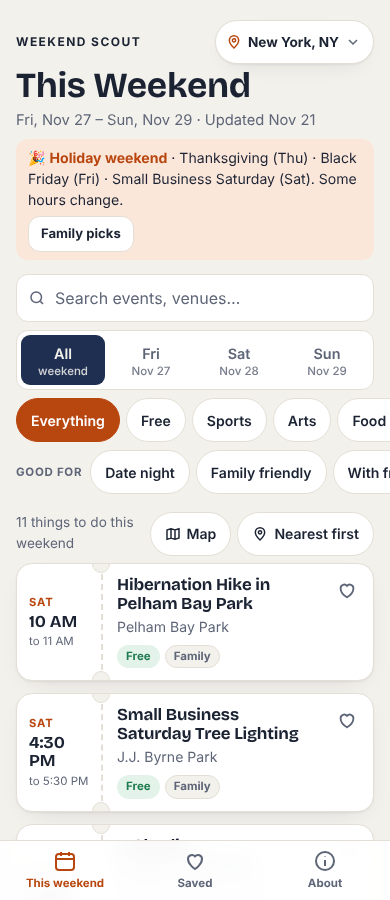 WEEKEND SCOUT
New York, NY
This Weekend
Fri, Nov 27 – Sun, Nov 29 · Updated Nov 21
🎉 Holiday weekend · Thanksgiving (Thu) · Black
Friday (Fri) · Small Business Saturday (Sat). Some
hours change.
Family picks
Search events, venues...
All
weekend
Fri
Nov 27
Sat
Nov 28
Sun
Nov 29
Everything
Free
Sports
Arts
Food
GOOD FOR
Date night
Family friendly
With fr
11 things to do this
weekend
Map
Nearest first
SAT
10 AM
to 11 AM
Hibernation Hike in
Pelham Bay Park
Pelham Bay Park
Free
Family
SAT
4:30
PM
to 5:30 PM
Small Business
Saturday Tree Lighting
J.J. Byrne Park
Free
Family
This weekend
Saved
About